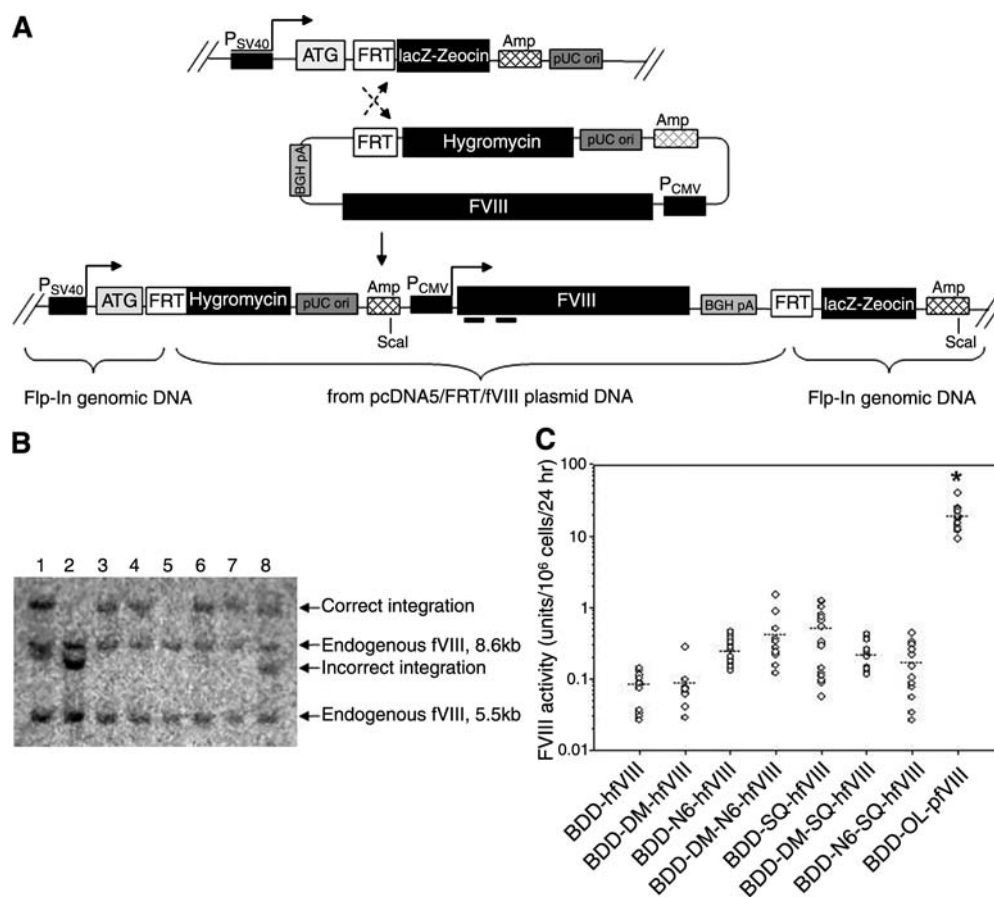 A
PSV40
ATG
FRT
lacZ-Zeocin
Amp
pUC ori
FRT
Hygromycin
pUC ori
Amp
BGH pA
FVIII
PCMV
PSV40
ATG
FRT
Hygromycin
pUC ori
Amp
PCMV
FVIII
BGH pA
FRT
lacZ-Zeocin
Amp
ScaI
ScaI
Flp-In genomic DNA
from pcDNA5/FRT/fVIII plasmid DNA
Flp-In genomic DNA
B
1 2 3 4 5 6 7 8
Correct integration
Endogenous fVIII, 8.6kb
Incorrect integration
Endogenous fVIII, 5.5kb
C
FVIII activity (units/10⁶ cells/24 hr)
100
10
1
0.1
0.01
*
BDD-hfVIII
BDD-DM-hfVIII
BDD-N6-hfVIII
BDD-DM-N6-hfVIII
BDD-SQ-hfVIII
BDD-DM-SQ-hfVIII
BDD-N6-SQ-hfVIII
BDD-OL-pfVIII